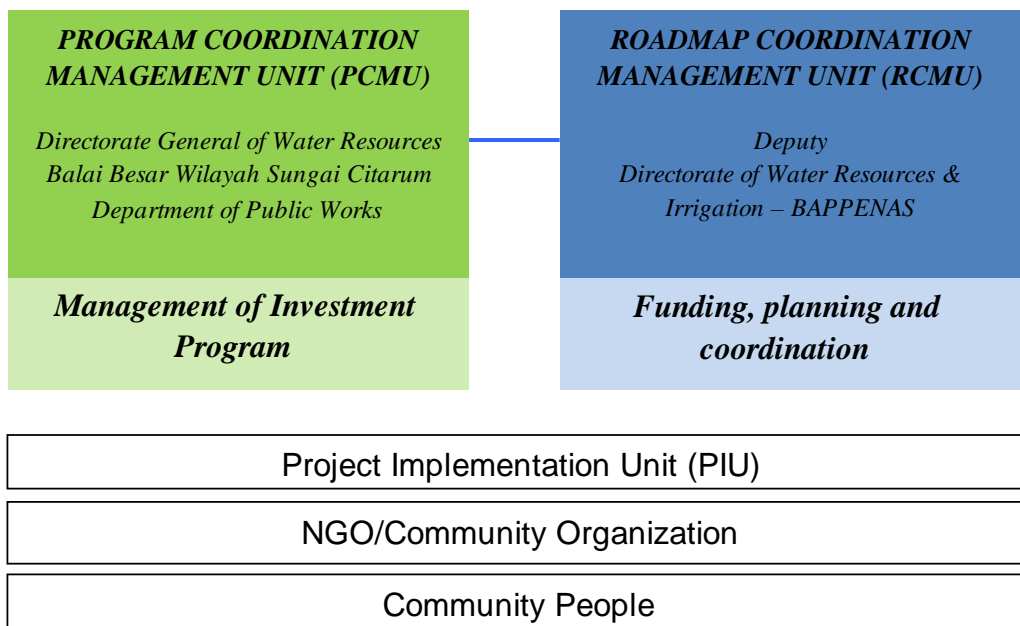 PROGRAM COORDINATION
MANAGEMENT UNIT (PCMU)
Directorate General of Water Resources
Balai Besar Wilayah Sungai Citarum
Department of Public Works
Management of Investment
Program
ROADMAP COORDINATION
MANAGEMENT UNIT (RCMU)
Deputy
Directorate of Water Resources &
Irrigation – BAPPENAS
Funding, planning and
coordination
Project Implementation Unit (PIU)
NGO/Community Organization
Community People